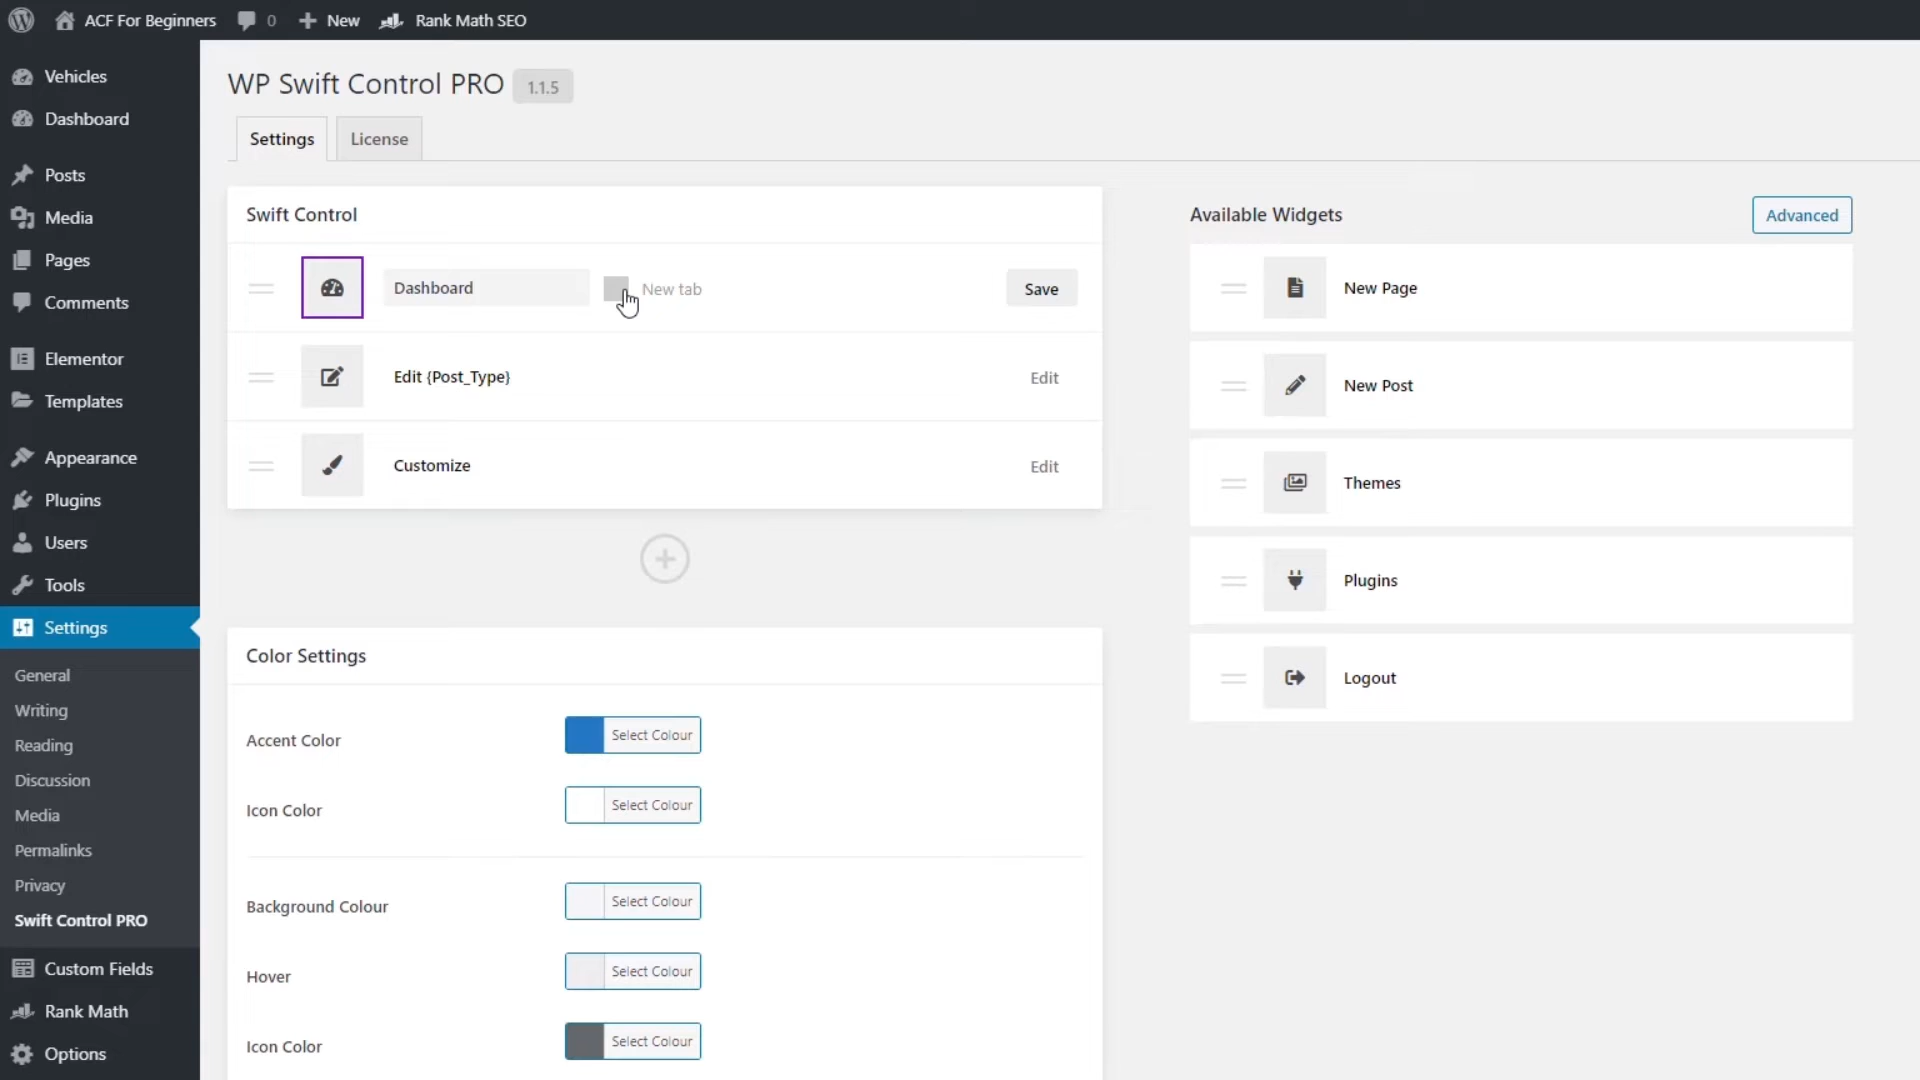 ACF For Beginners 0 New Rank Math SEO
Vehicles
Dashboard
Posts
Media
Pages
Comments
Elementor
Templates
Appearance
Plugins
Users
Tools
Settings
General
Writing
Reading
Discussion
Media
Permalinks
Privacy
Swift Control PRO
Custom Fields
Rank Math
Options
WP Swift Control PRO 1.1.5
Settings License
Swift Control
Dashboard New tab Save
Edit {Post_Type} Edit
Customize Edit
Color Settings
Accent Color Select Colour
Icon Color Select Colour
Background Colour Select Colour
Hover Select Colour
Icon Color Select Colour
Available Widgets Advanced
New Page
New Post
Themes
Plugins
Logout